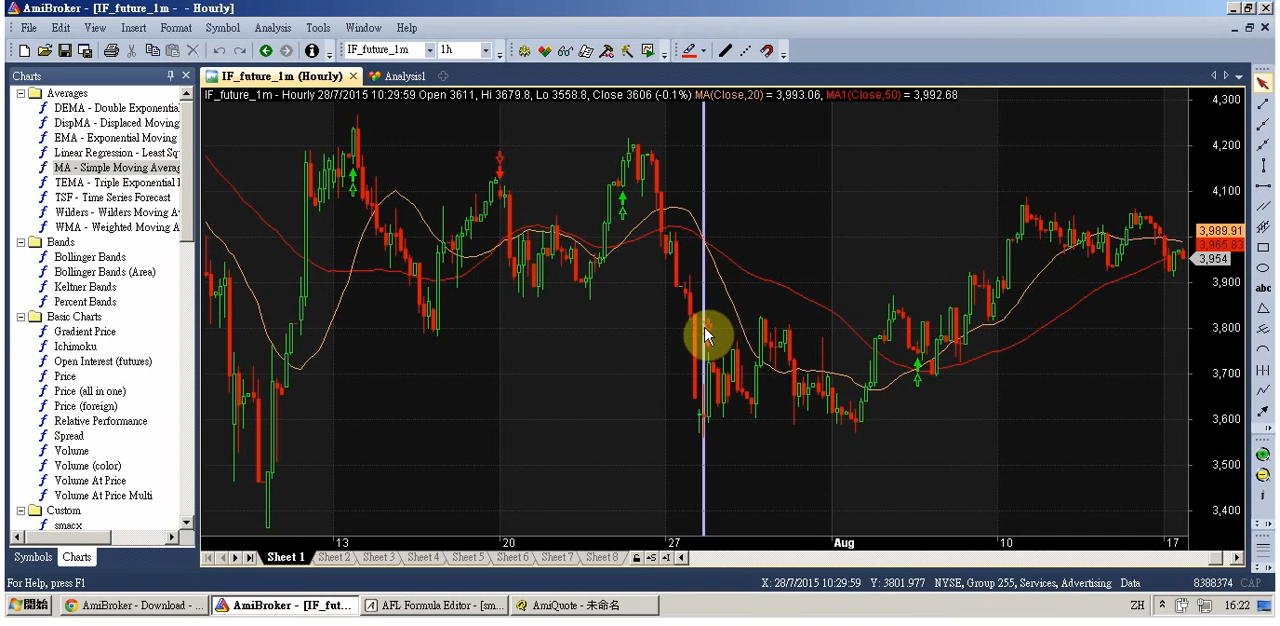 AmiBroker - [IF_future_1m - - Hourly]
File Edit View Insert Format Symbol Analysis Tools Window Help
IF_future_1m 1h
Charts
IF_future_1m (Hourly) Analysis1
Averages
DEMA - Double Exponentia
DispMA - Displaced Moving
EMA - Exponential Moving
Linear Regression - Least Sq
MA - Simple Moving Averag
TEMA - Triple Exponential
TSF - Time Series Forecast
Wilders - Wilders Moving A
WMA - Weighted Moving A
Bands
Bollinger Bands
Bollinger Bands (Area)
Keltner Bands
Percent Bands
Basic Charts
Gradient Price
Ichimoku
Open Interest (futures)
Price
Price (all in one)
Price (foreign)
Relative Performance
Spread
Volume
Volume (color)
Volume At Price
Volume At Price Multi
Custom
smacx
Symbols Charts
IF_future_1m - Hourly 28/7/2015 10:29:59 Open 3611, Hi 3679.8, Lo 3558.8, Close 3606 (-0.1%) MA(Close,20) = 3,993.06, MA1(Close,50) = 3,992.68
4,300
4,200
4,100
3,989.91
3,965.83
3,954
3,900
3,800
3,700
3,600
3,500
3,400
13 20 27 Aug 10 17
Sheet 1 Sheet 2 Sheet 3 Sheet 4 Sheet 5 Sheet 6 Sheet 7 Sheet 8
abc
For Help, press F1
X: 28/7/2015 10:29:59 Y: 3801.977 NYSE, Group 255, Services, Advertising Data 8388374 CAP
開始 AmiBroker - Download - ... AmiBroker - [IF_fut... AFL Formula Editor - [sm... AmiQuote - 未命名 ZH 16:22